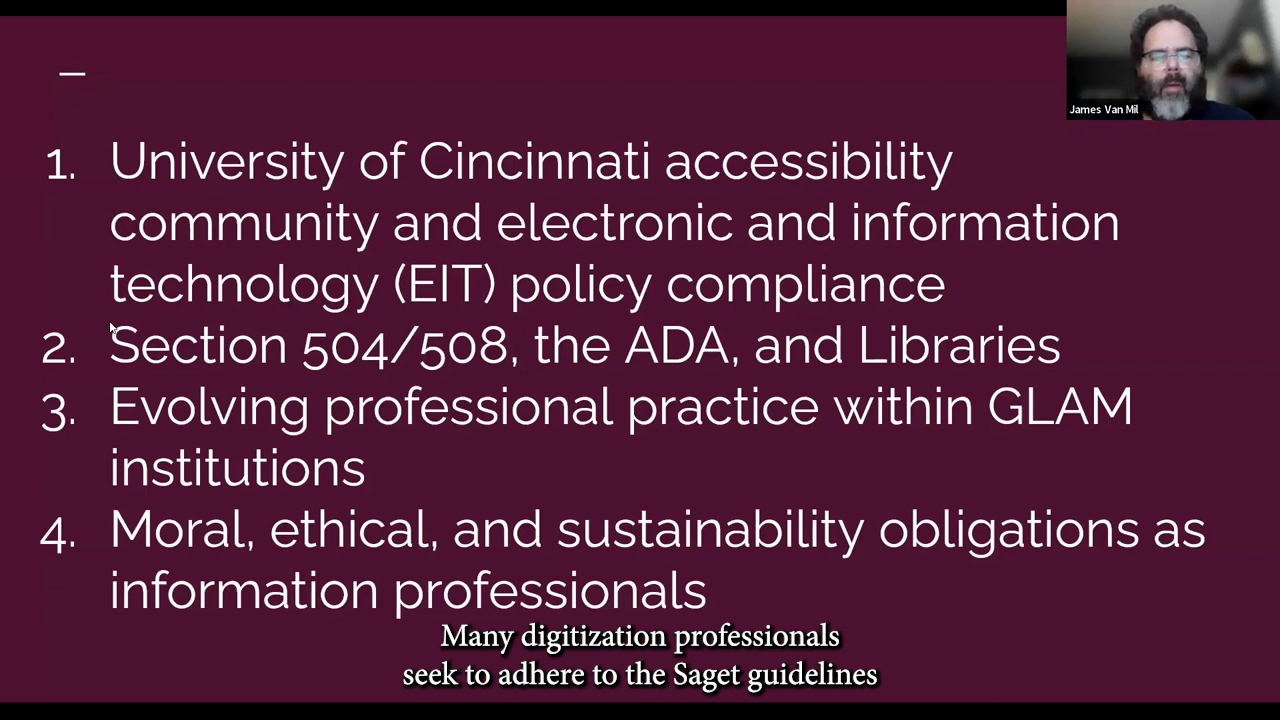 James Van Mil
1. University of Cincinnati accessibility
community and electronic and information
technology (EIT) policy compliance
2. Section 504/508, the ADA, and Libraries
3. Evolving professional practice within GLAM
institutions
4. Moral, ethical, and sustainability obligations as
information professionals
Many digitization professionals
seek to adhere to the Saget guidelines